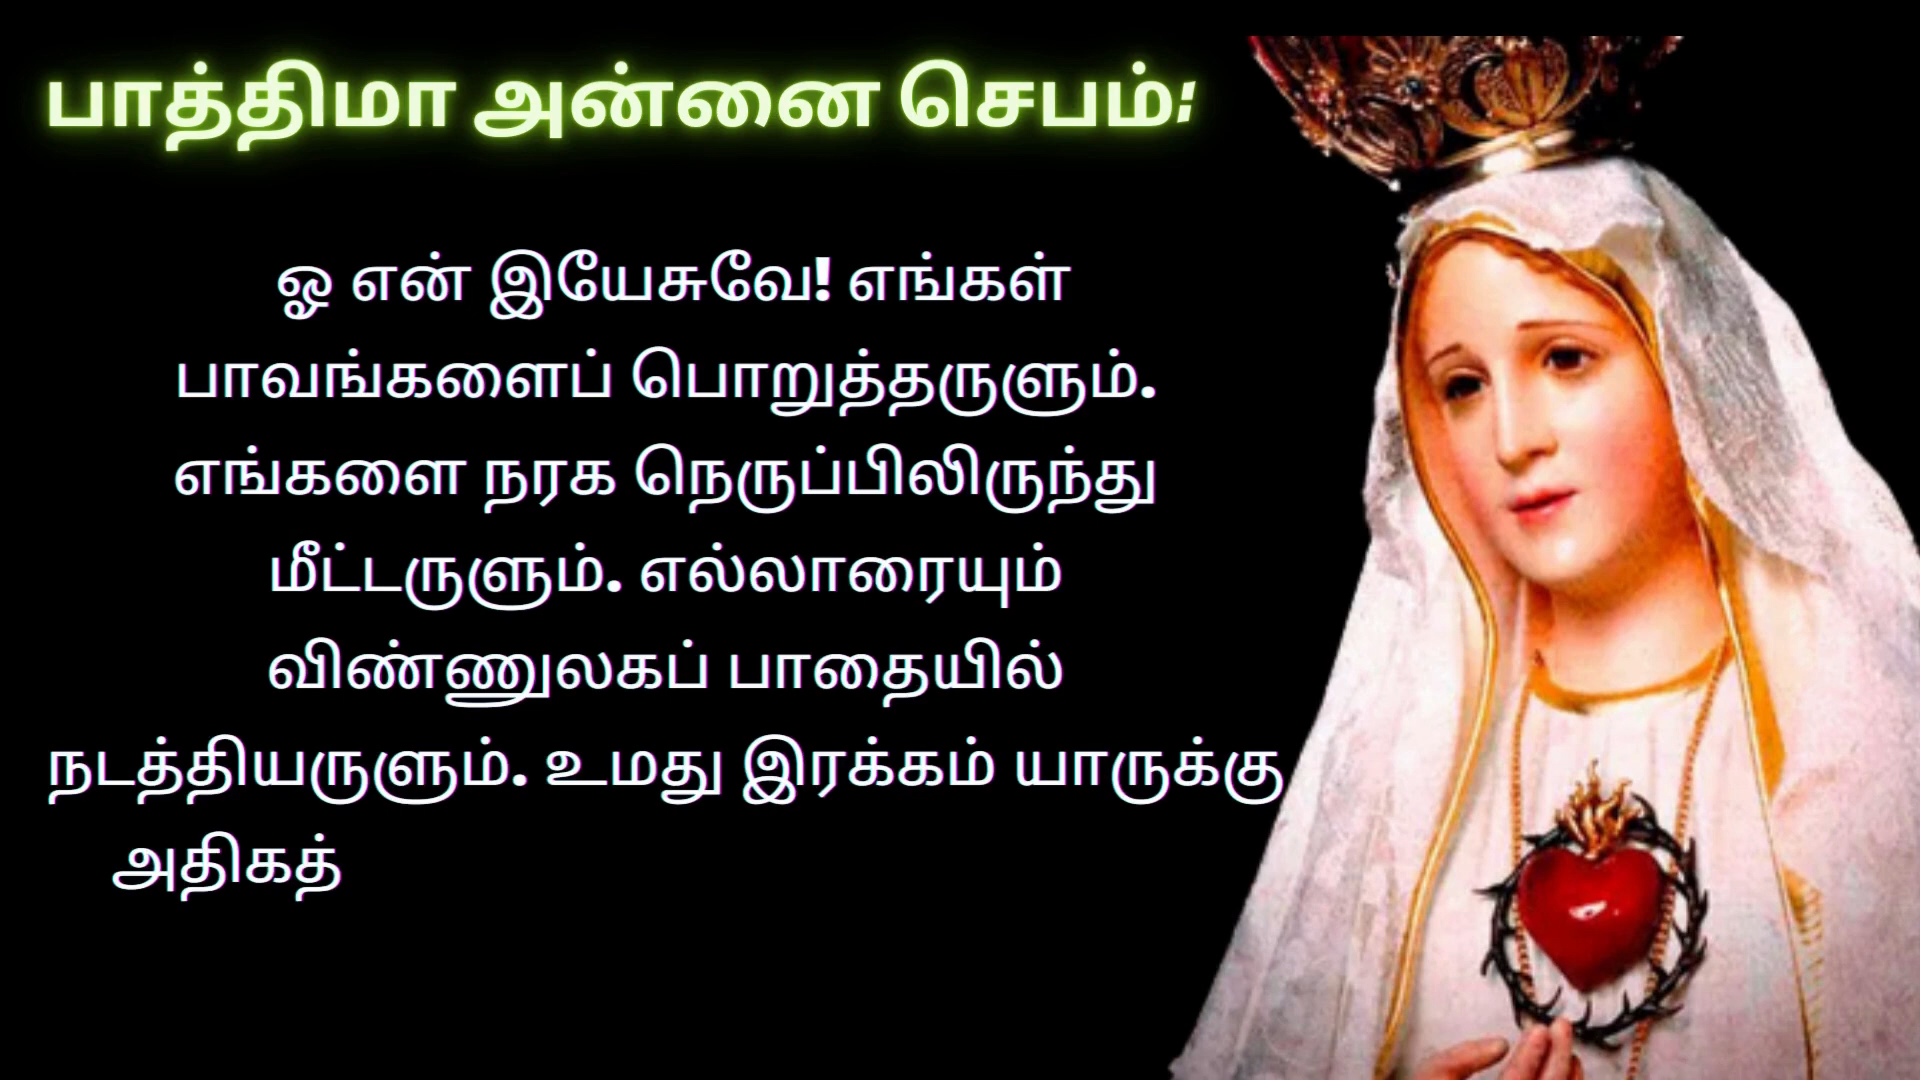 பாத்திமா அன்னை செபம்:
ஓ என் இயேசுவே! எங்கள்
பாவங்களைப் பொறுத்தருளும்.
எங்களை நரக நெருப்பிலிருந்து
மீட்டருளும். எல்லாரையும்
விண்ணுலகப் பாதையில்
நடத்தியருளும். உமது இரக்கம் யாருக்கு
அதிகத்